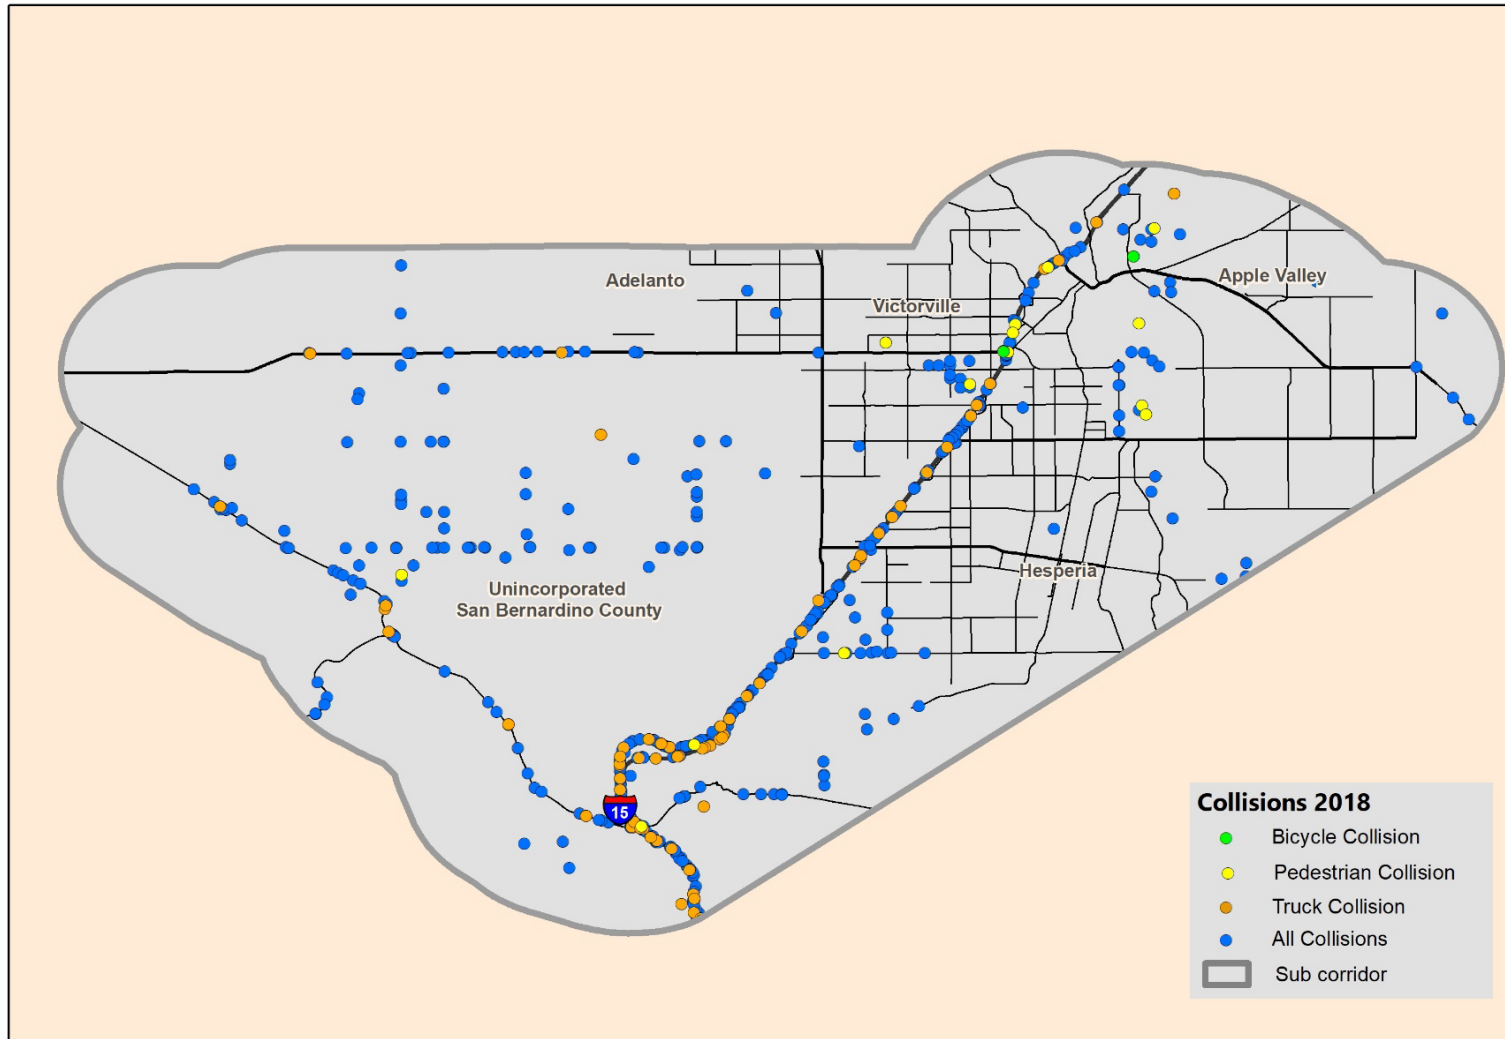 Adelanto
Victorville
Apple Valley
Unincorporated
San Bernardino County
Hesperia
15
Collisions 2018
Bicycle Collision
Pedestrian Collision
Truck Collision
All Collisions
Sub corridor